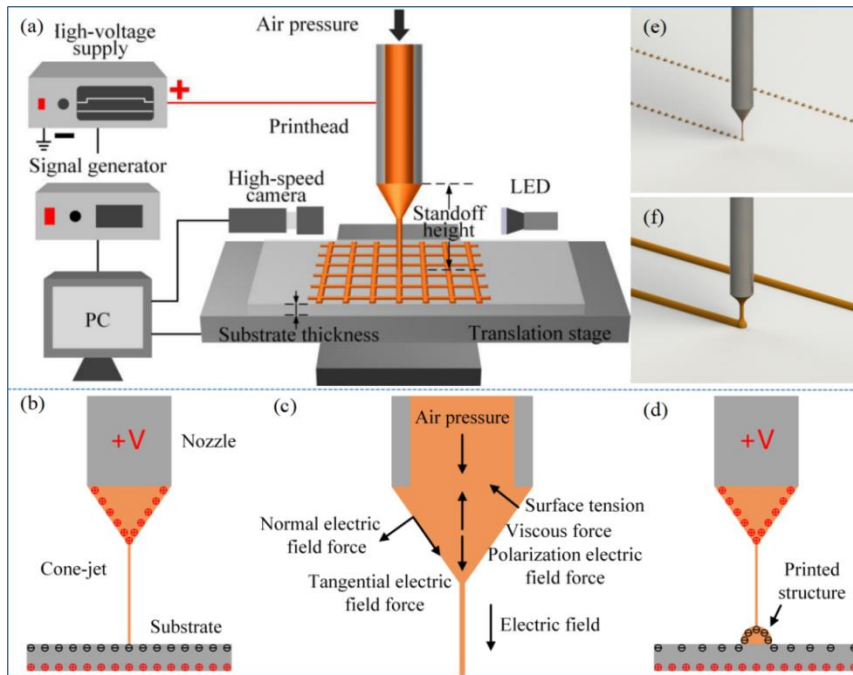 (a)
High-voltage
supply
Air pressure
+
−
Printhead
Signal generator
High-speed
camera
LED
Standoff
height
PC
Substrate thickness
Translation stage
(e)
(f)
(b)
+V
Nozzle
Cone-jet
Substrate
(c)
Air pressure
Surface tension
Normal electric
field force
Viscous force
Polarization electric
field force
Tangential electric
field force
Electric field
(d)
+V
Printed
structure